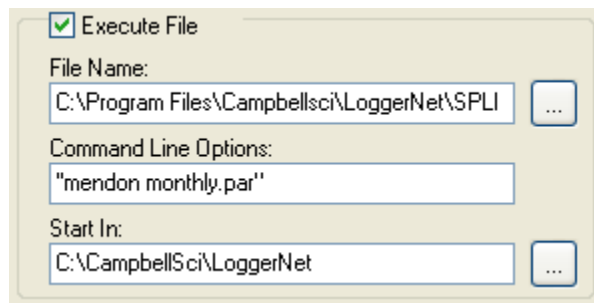 Execute File
File Name:
C:\Program Files\Campbellsci\LoggerNet\SPLI
...
Command Line Options:
"mendon monthly.par"
Start In:
C:\CampbellSci\LoggerNet
...